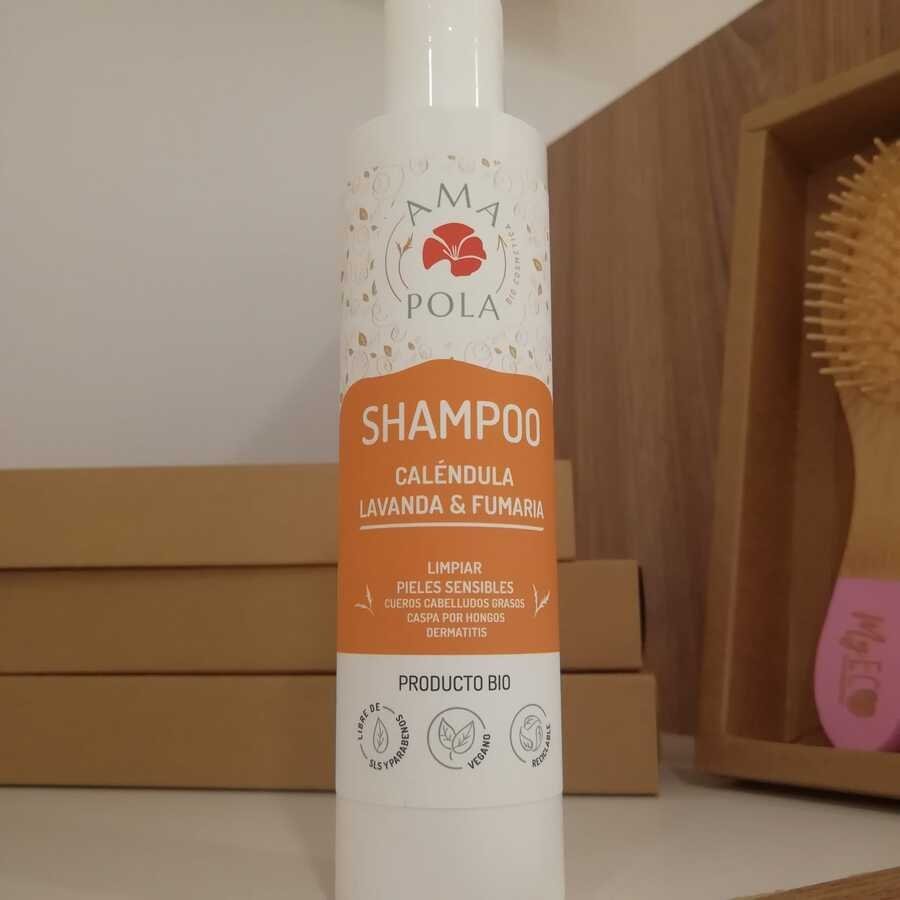 AMA
POLA
BIO COSMETICA
SHAMPOO
CALÉNDULA
LAVANDA & FUMARIA
LIMPIAR
PIELES SENSIBLES
CUEROS CABELLUDOS GRASOS
CASPA POR HONGOS
DERMATITIS
PRODUCTO BIO
LIBRE DE
SLS Y PARABENOS
VEGANO
RECICLABLE
MyECO